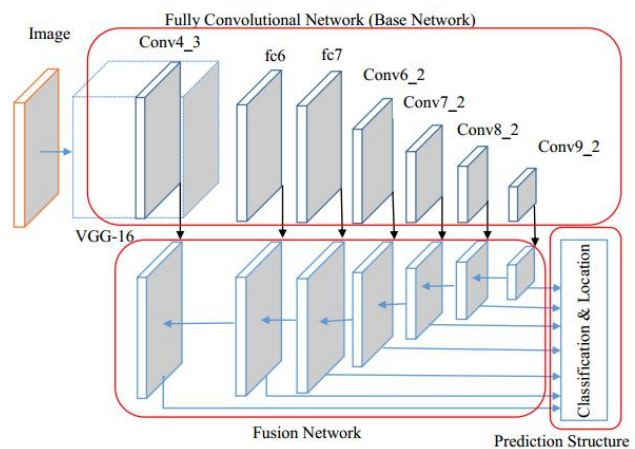 Fully Convolutional Network (Base Network)
Image
Conv4_3
fc6
fc7
Conv6_2
Conv7_2
Conv8_2
Conv9_2
VGG-16
Classification & Location
Fusion Network
Prediction Structure